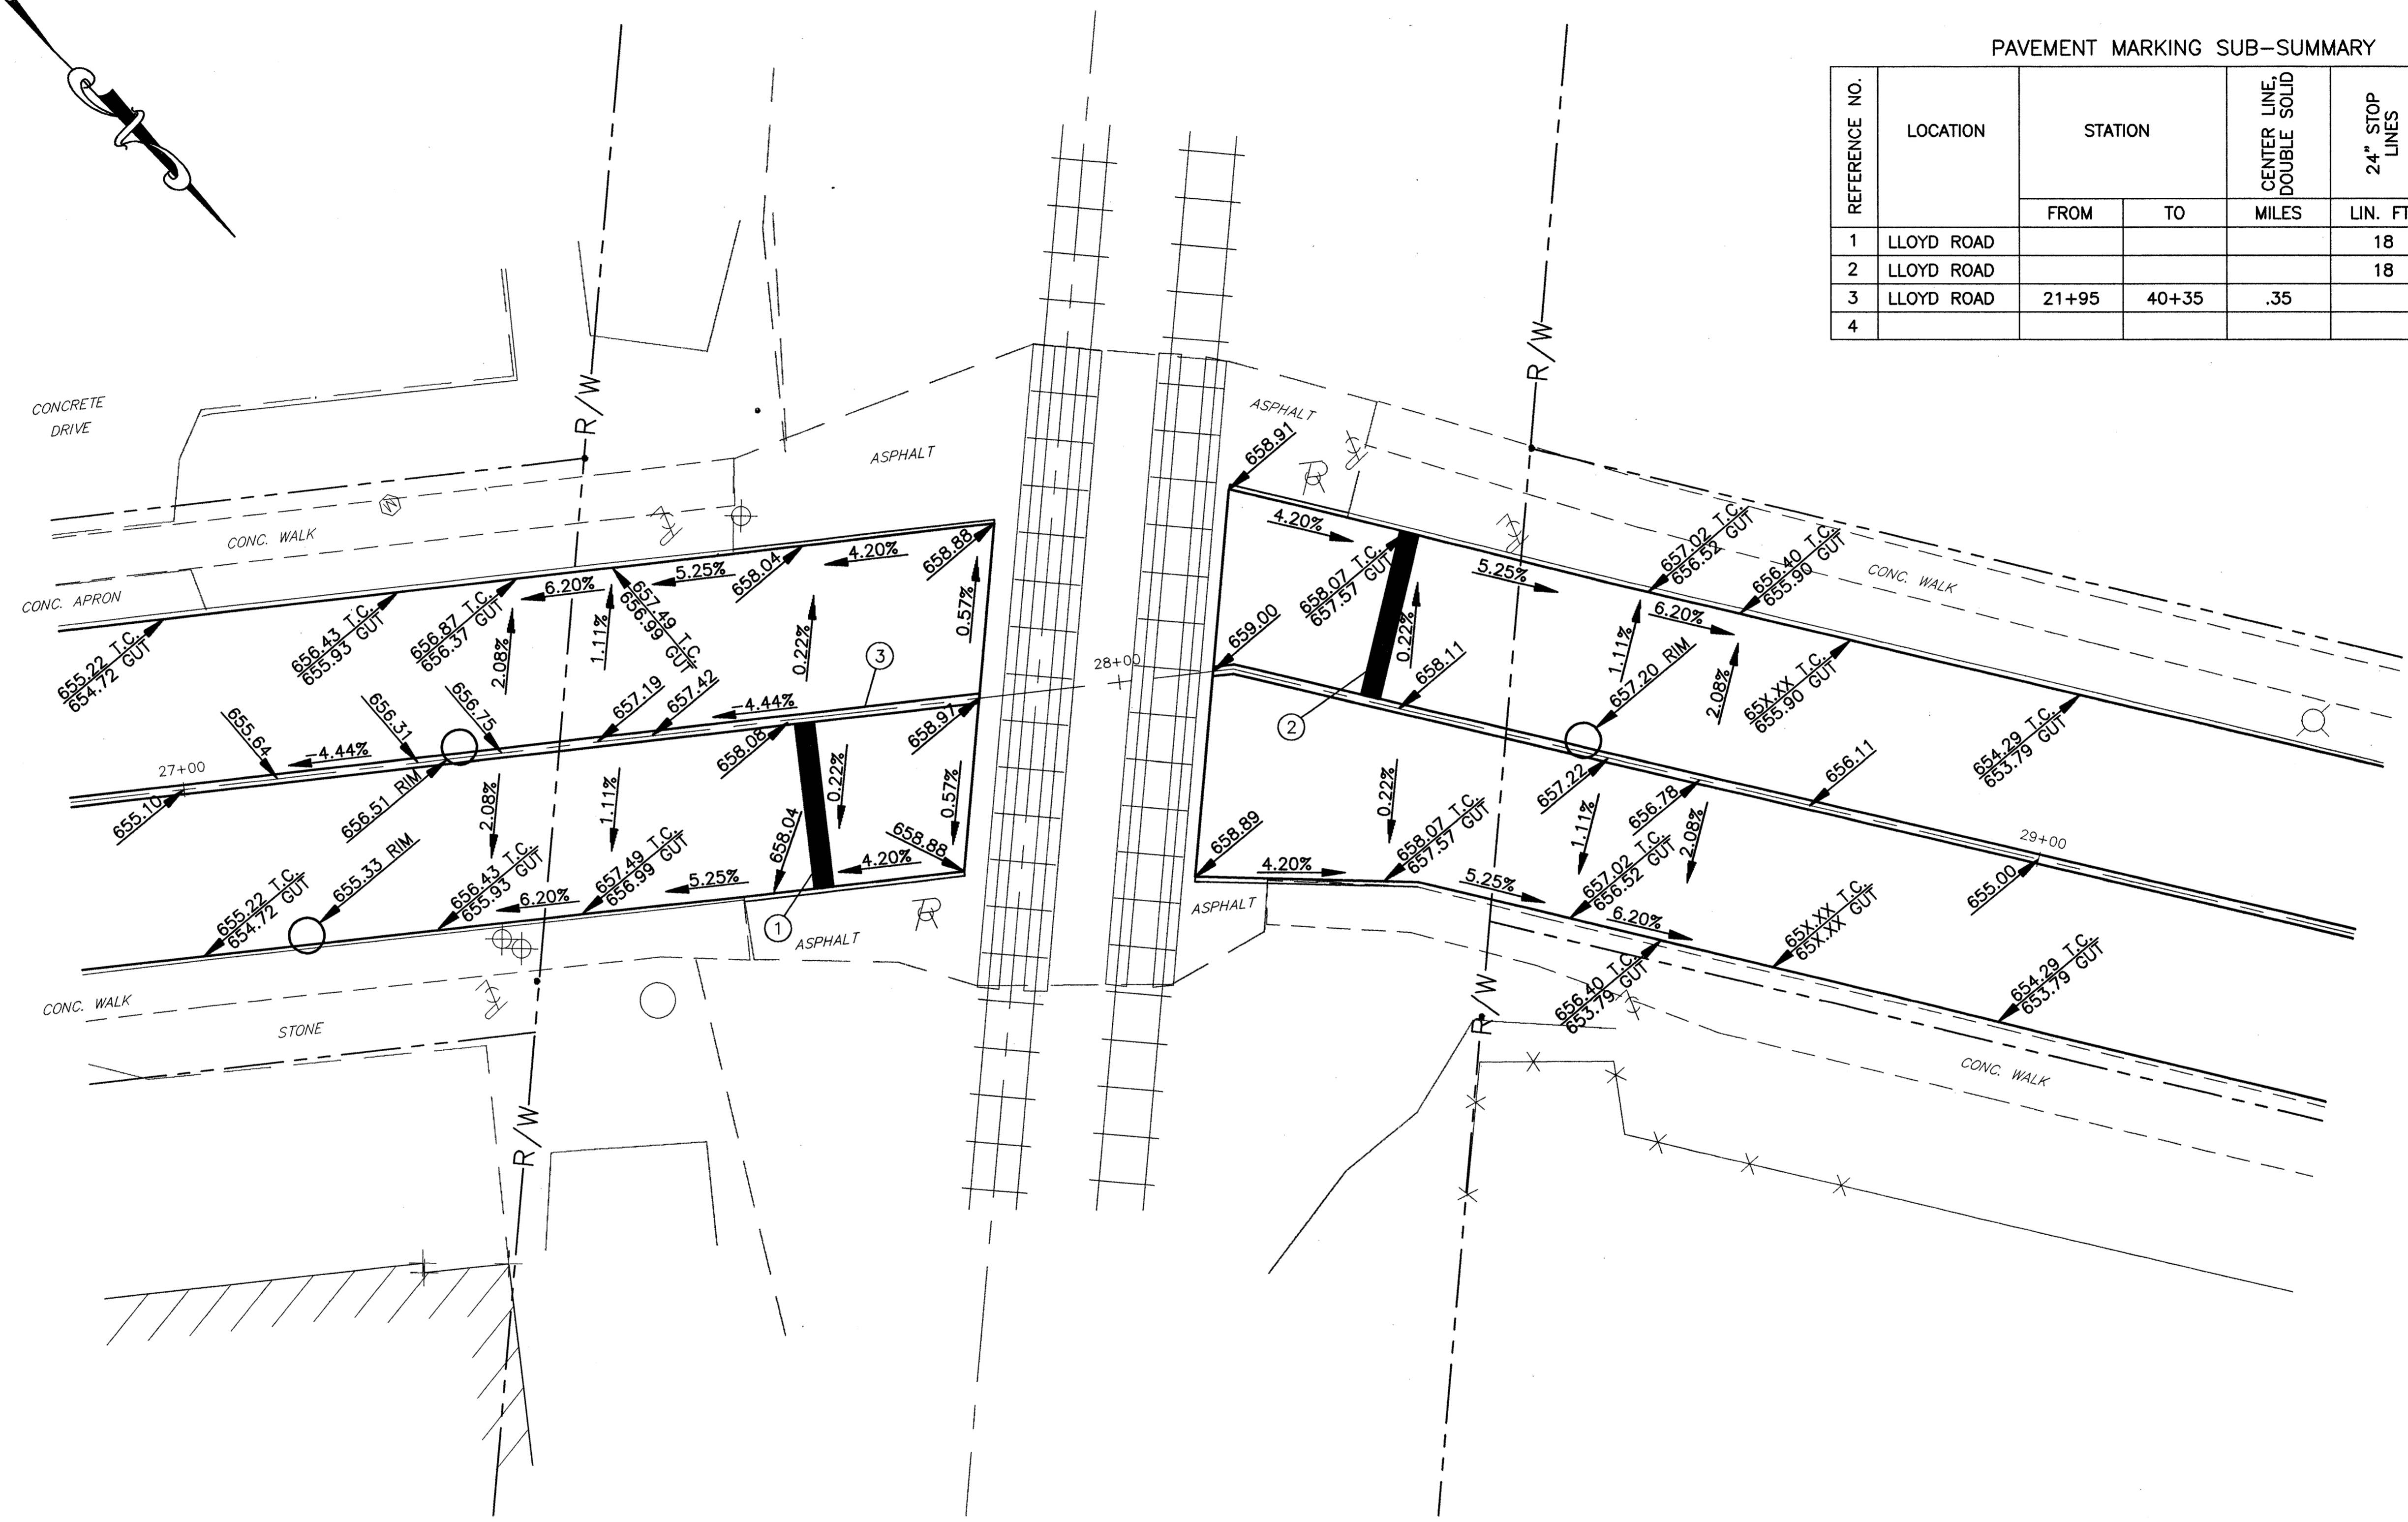 PAVEMENT MARKING SUB-SUMMARY
REFERENCE NO.
LOCATION
STATION
CENTER LINE,
DOUBLE SOLID
24" STOP
LINES
FROM
TO
MILES
LIN. FT
1 LLOYD ROAD 18
2 LLOYD ROAD 18
3 LLOYD ROAD 21+95 40+35 .35
4
CONCRETE
DRIVE
R/W
R/W
ASPHALT
ASPHALT
CONC. WALK
CONC. APRON
W
658.91
4.20%
5.25%
6.20%
658.04
4.20%
658.88
657.49 T.C.
656.99 GUT
656.87 T.C.
656.37 GUT
656.43 T.C.
655.93 GUT
655.22 T.C.
654.72 GUT
2.08%
1.11%
0.22%
0.57%
3
28+00
659.00
658.07 T.C.
657.57 GUT
0.22%
5.25%
657.02 T.C.
656.52 GUT
656.40 T.C.
655.90 GUT
6.20%
CONC. WALK
1.11%
2.08%
65X.XX T.C.
655.90 GUT
654.29 T.C.
653.79 GUT
657.20 RIM
658.11
2
657.22
656.78
656.11
29+00
655.00
655.64
656.31
656.75
657.19
657.42
-4.44%
-4.44%
27+00
655.10
656.51 RIM
658.08
658.97
2.08%
1.11%
0.22%
0.57%
658.04
658.88
4.20%
5.25%
6.20%
657.49 T.C.
656.99 GUT
656.43 T.C.
655.93 GUT
655.33 RIM
655.22 T.C.
654.72 GUT
1
ASPHALT
CONC. WALK
STONE
R/W
658.89
0.22%
4.20%
658.07 T.C.
657.57 GUT
5.25%
1.11%
2.08%
657.02 T.C.
656.52 GUT
6.20%
65X.XX T.C.
65X.XX GUT
656.40 T.C.
653.79 GUT
654.29 T.C.
653.79 GUT
ASPHALT
R/W
CONC. WALK